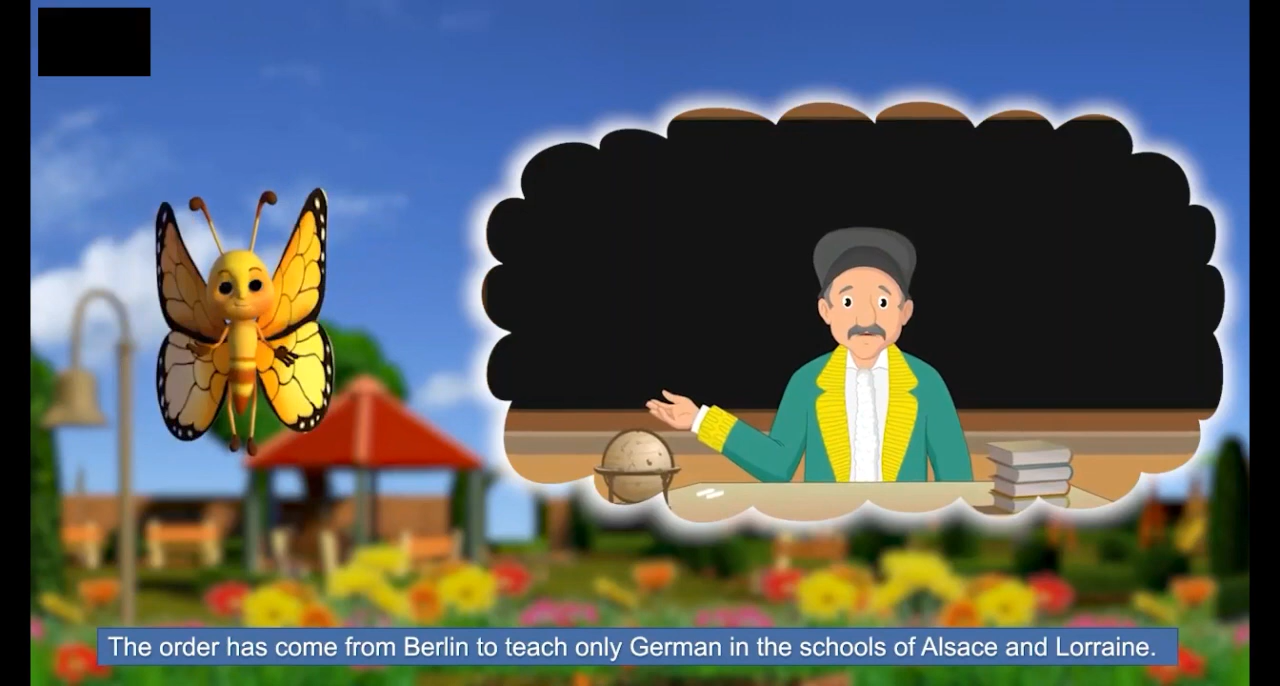 The order has come from Berlin to teach only German in the schools of Alsace and Lorraine.